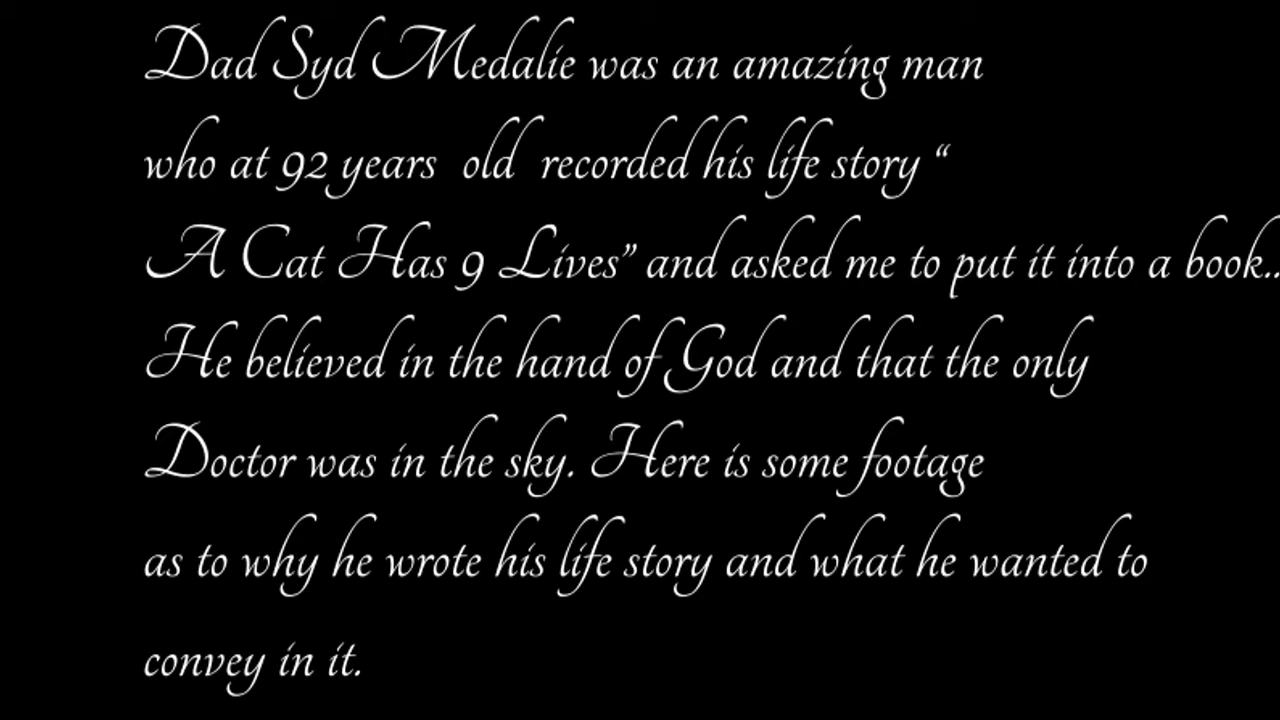 Dad Syd Medalie was an amazing man
who at 92 years old recorded his life story “
A Cat Has 9 Lives” and asked me to put it into a book..
He believed in the hand of God and that the only
Doctor was in the sky. Here is some footage
as to why he wrote his life story and what he wanted to
convey in it.